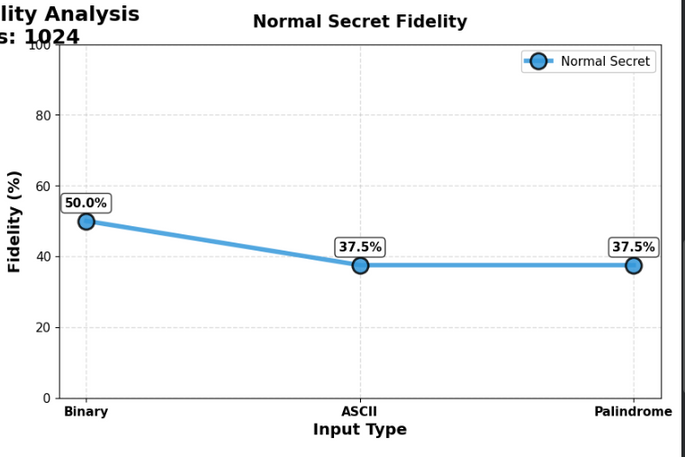 lity Analysis
s: 1024
Normal Secret Fidelity
Normal Secret
Fidelity (%)
100
80
60
40
20
0
50.0%
37.5%
37.5%
Binary
ASCII
Palindrome
Input Type